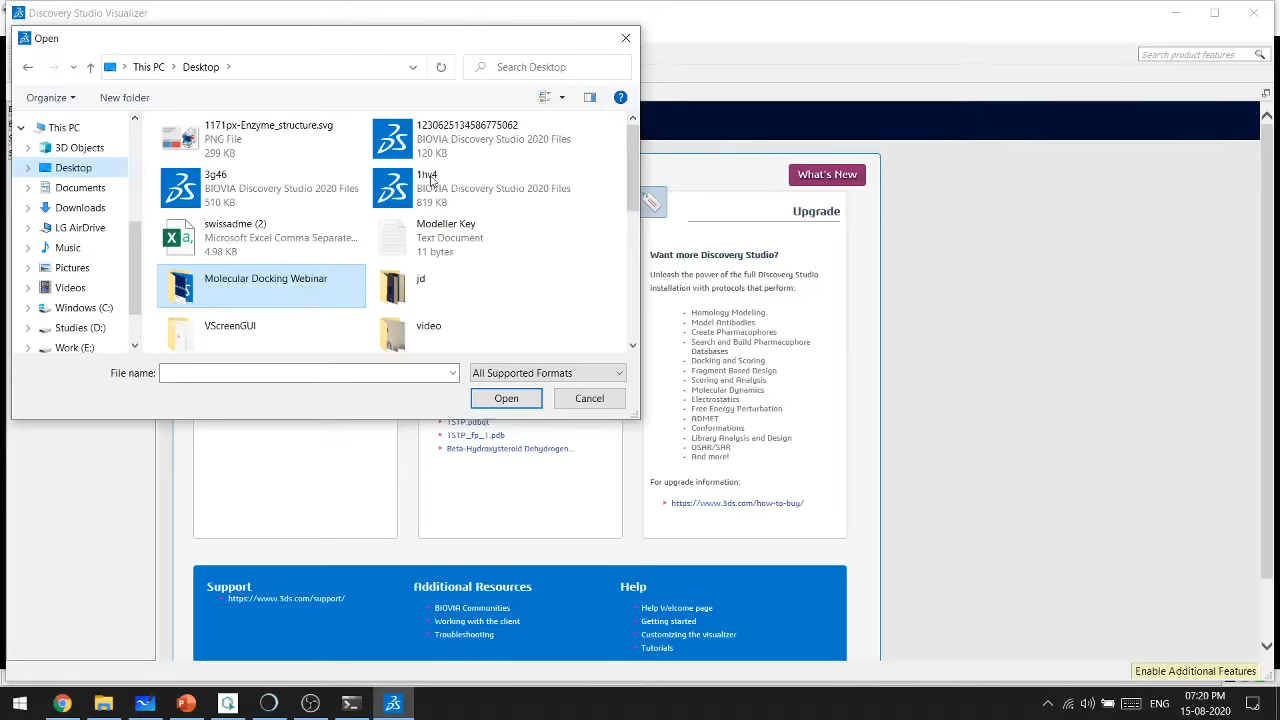 Discovery Studio Visualizer
Open
This PC
Desktop
Search Desktop
Search product features
Organize
New folder
?
This PC
3D Objects
Desktop
Documents
Downloads
LG AirDrive
Music
Pictures
Videos
Windows (C:)
Studies (D:)
Work (E:)
1171px-Enzyme_structure.svg
PNG File
299 KB
1230625134586775062
BIOVIA Discovery Studio 2020 Files
120 KB
3g46
BIOVIA Discovery Studio 2020 Files
510 KB
1hv4
BIOVIA Discovery Studio 2020 Files
819 KB
swissadme (2)
Microsoft Excel Comma Separate...
4.98 KB
Modeller Key
Text Document
11 bytes
Molecular Docking Webinar
jd
VScreenGUI
video
File name:
All Supported Formats
Open
Cancel
What's New
Upgrade
Want more Discovery Studio?
Unleash the power of the full Discovery Studio
installation with protocols that perform:
- Homology Modeling
- Model Antibodies
- Create Pharmacophores
- Search and Build Pharmacophore
Databases
- Docking and Scoring
- Fragment Based Design
- Scoring and Analysis
- Molecular Dynamics
- Electrostatics
- Free Energy Perturbation
- ADMET
- Conformations
- Library Analysis and Design
- QSAR/SAR
- And more!
For upgrade information:
https://www.3ds.com/how-to-buy/
1STP.pdbqt
1STP_fp_1.pdb
Beta-Hydroxysteroid Dehydrogen...
Support
https://www.3ds.com/support/
Additional Resources
BIOVIA Communities
Working with the client
Troubleshooting
Help
Help Welcome page
Getting started
Customizing the visualizer
Tutorials
Enable Additional Features
ENG
07:20 PM
15-08-2020